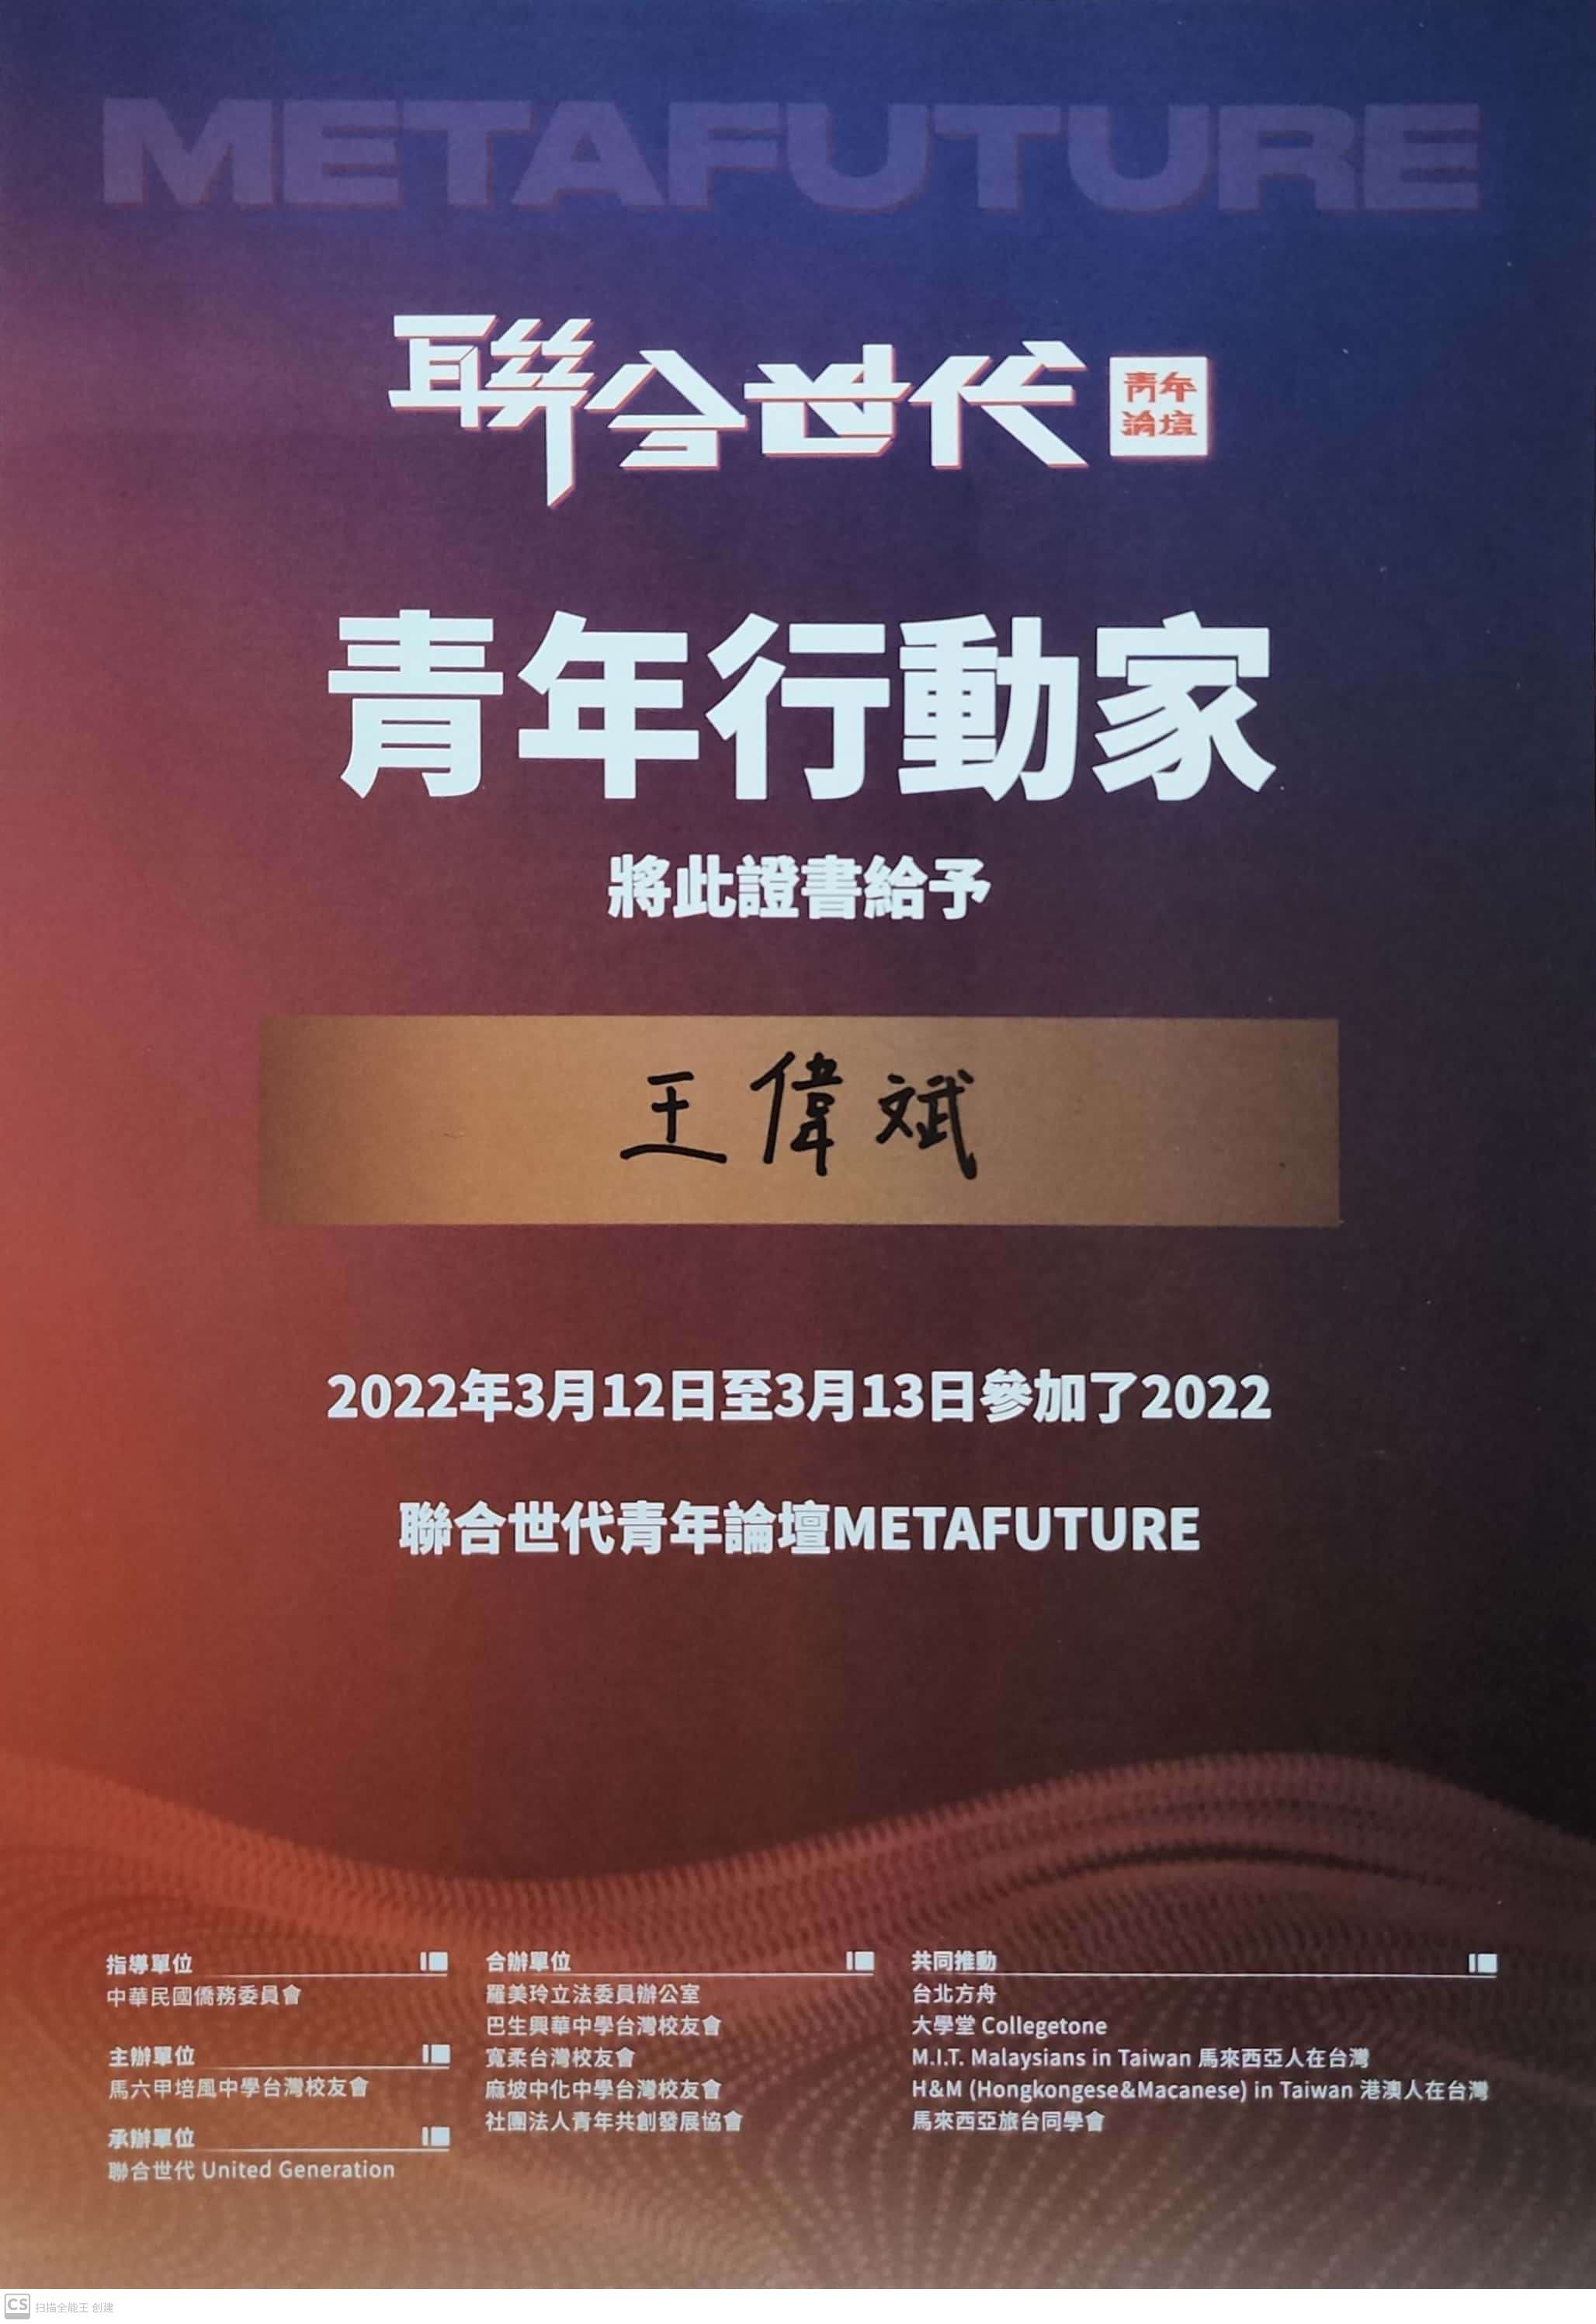 METAFUTURE
聯合世代
青年
論壇
青年行動家
將此證書給予
王偉斌
2022年3月12日至3月13日參加了2022
聯合世代青年論壇METAFUTURE
指導單位
中華民國僑務委員會
主辦單位
馬六甲培風中學台灣校友會
承辦單位
聯合世代 United Generation
合辦單位
羅美玲立法委員辦公室
巴生興華中學台灣校友會
寬柔台灣校友會
麻坡中化中學台灣校友會
社團法人青年共創發展協會
共同推動
台北方舟
大學堂 Collegetone
M.I.T. Malaysians in Taiwan 馬來西亞人在台灣
H&M (Hongkongese&Macanese) in Taiwan 港澳人在台灣
馬來西亞旅台同學會
CS 扫描全能王 创建